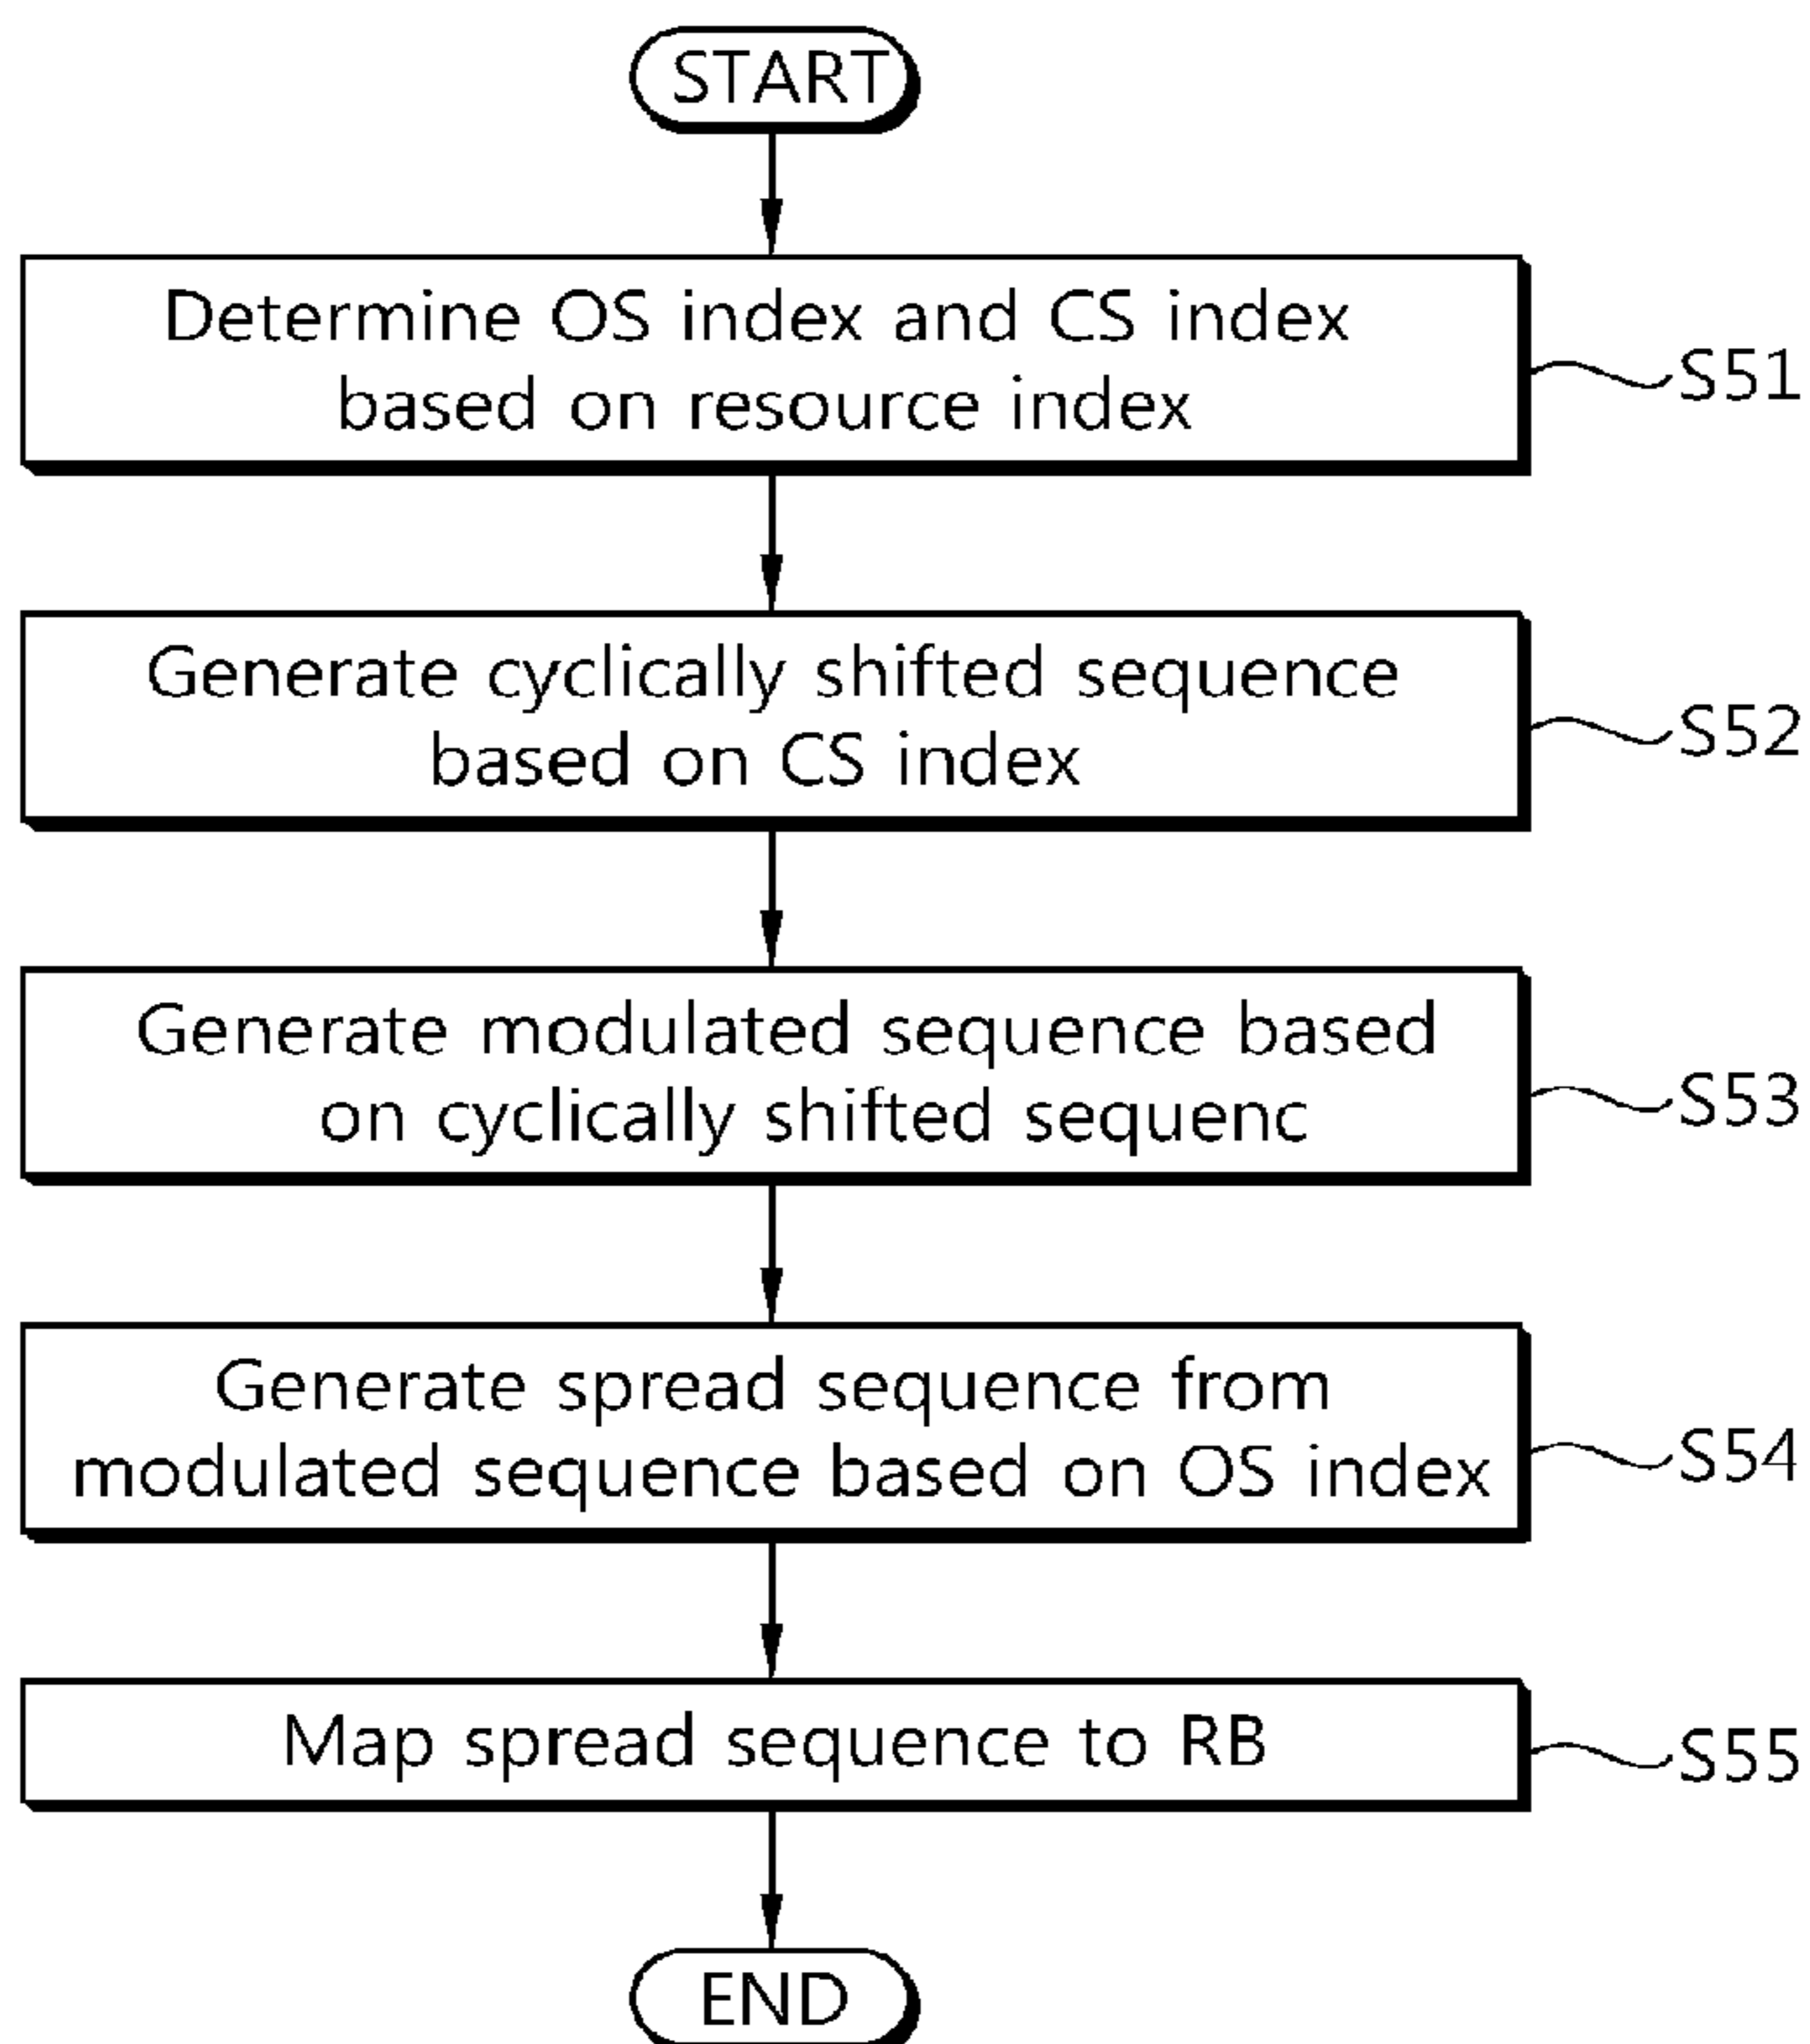 START
Determine OS index and CS index
based on resource index
S51
Generate cyclically shifted sequence
based on CS index
S52
Generate modulated sequence based
on cyclically shifted sequenc
S53
Generate spread sequence from
modulated sequence based on OS index
S54
Map spread sequence to RB
S55
END